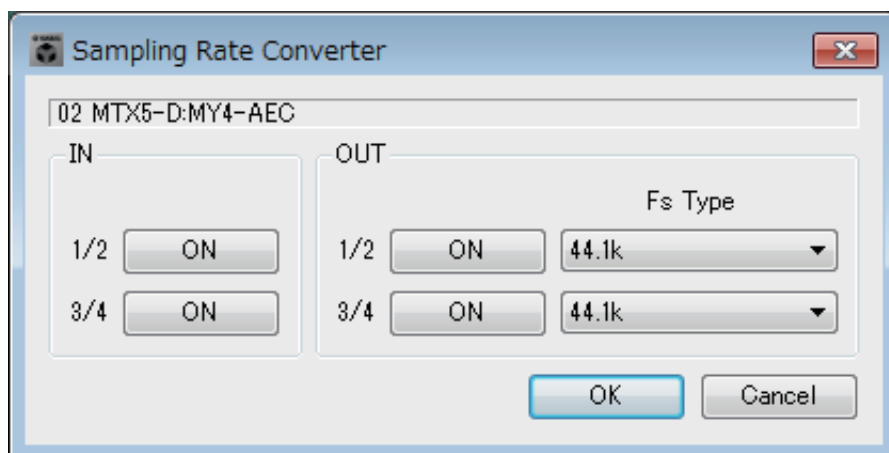 Sampling Rate Converter
02 MTX5-D:MY4-AEC
IN
OUT
Fs Type
1/2 ON
1/2 ON 44.1k
3/4 ON
3/4 ON 44.1k
OK
Cancel